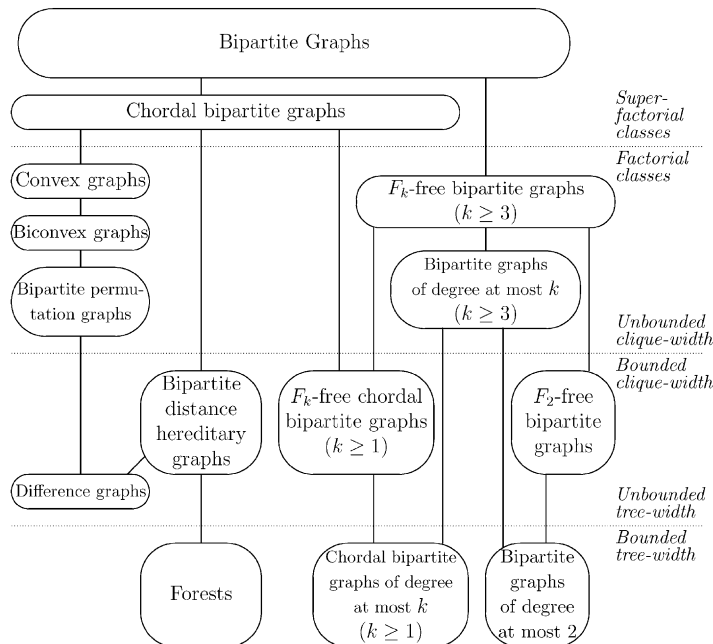 Bipartite Graphs
Chordal bipartite graphs
Super-
factorial
classes
Factorial
classes
Convex graphs
F_k-free bipartite graphs
(k ≥ 3)
Biconvex graphs
Bipartite graphs
of degree at most k
(k ≥ 3)
Bipartite permu-
tation graphs
Unbounded
clique-width
Bounded
clique-width
Bipartite
distance
hereditary
graphs
F_k-free chordal
bipartite graphs
(k ≥ 1)
F_2-free
bipartite
graphs
Difference graphs
Unbounded
tree-width
Bounded
tree-width
Forests
Chordal bipartite
graphs of degree
at most k
(k ≥ 1)
Bipartite
graphs
of degree
at most 2